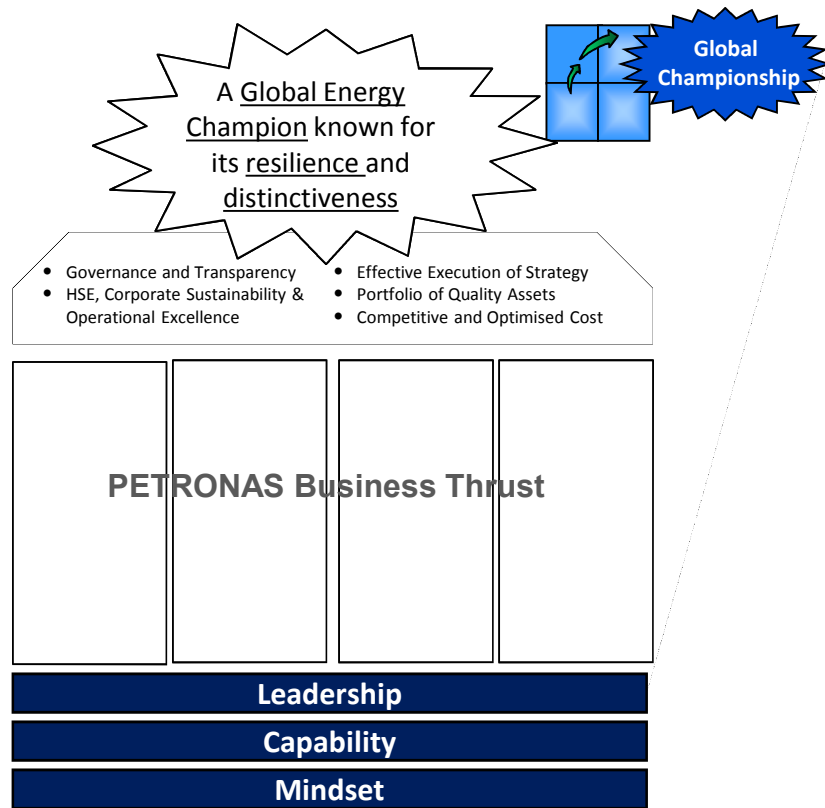 A Global Energy
Champion known for
its resilience and
distinctiveness
Global
Championship
• Governance and Transparency
• HSE, Corporate Sustainability &
Operational Excellence
• Effective Execution of Strategy
• Portfolio of Quality Assets
• Competitive and Optimised Cost
PETRONAS Business Thrust
Leadership
Capability
Mindset